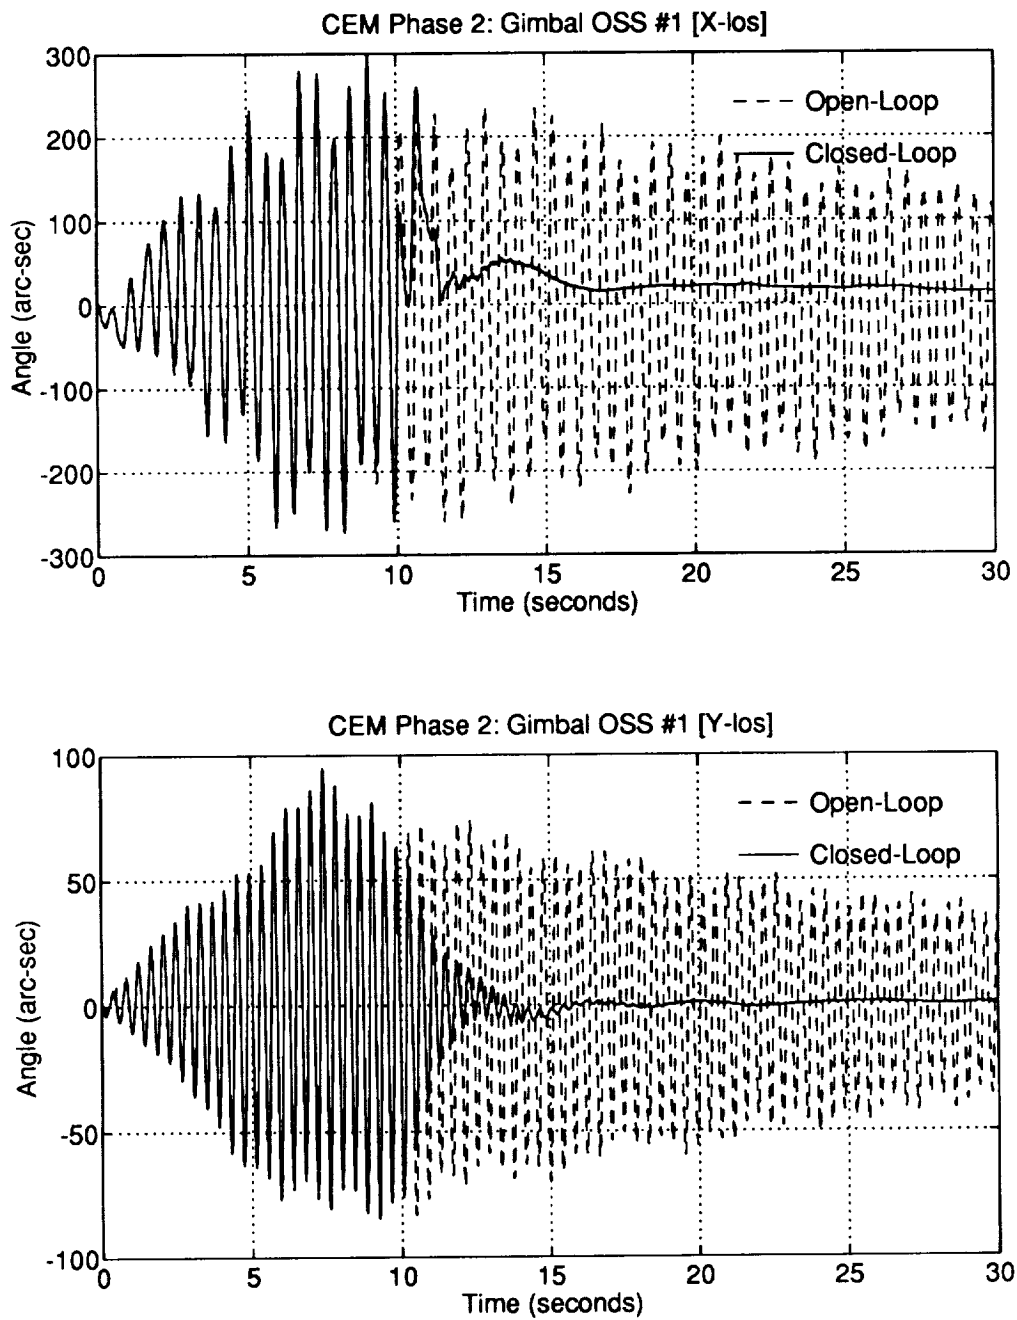 CEM Phase 2: Gimbal OSS #1 [X-los]
300
200
100
0
-100
-200
-300
Angle (arc-sec)
Open-Loop
Closed-Loop
0 5 10 15 20 25 30
Time (seconds)
CEM Phase 2: Gimbal OSS #1 [Y-los]
100
50
0
-50
-100
Angle (arc-sec)
Open-Loop
Closed-Loop
0 5 10 15 20 25 30
Time (seconds)